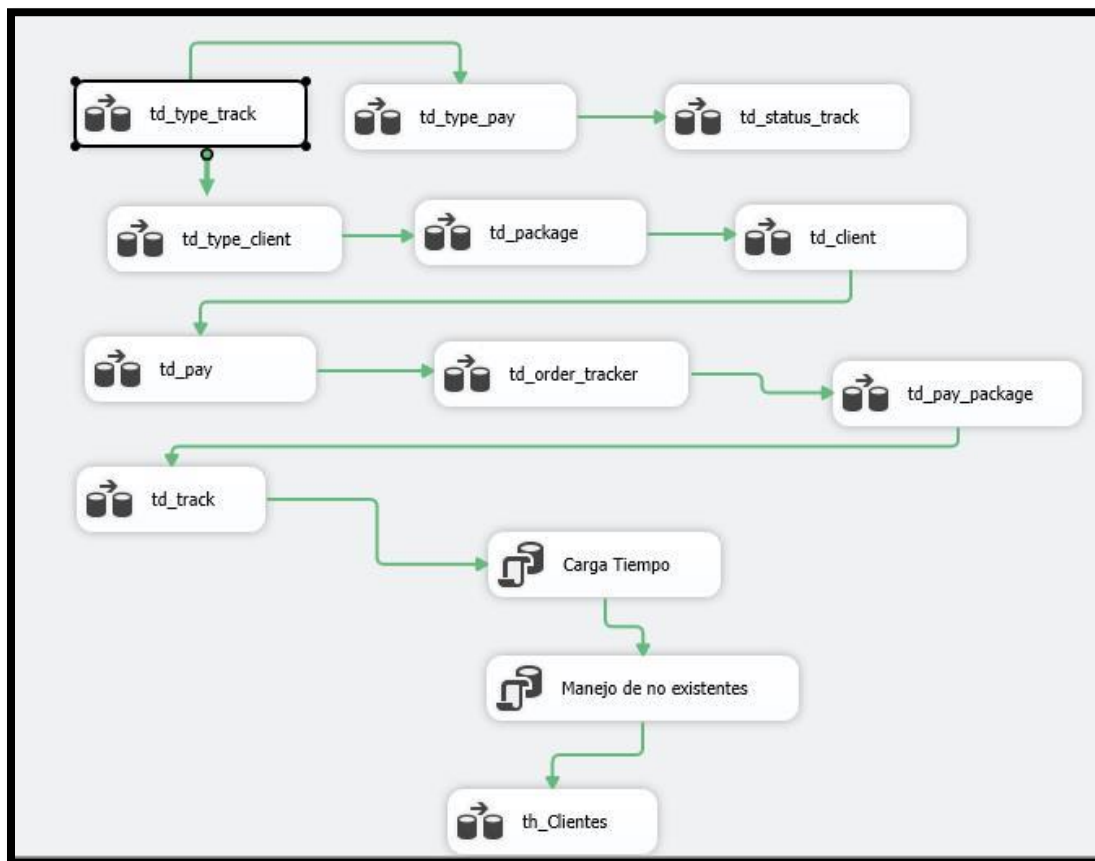 td_type_track
td_type_pay
td_status_track
td_type_client
td_package
td_client
td_pay
td_order_tracker
td_pay_package
td_track
Carga Tiempo
Manejo de no existentes
th_Clientes